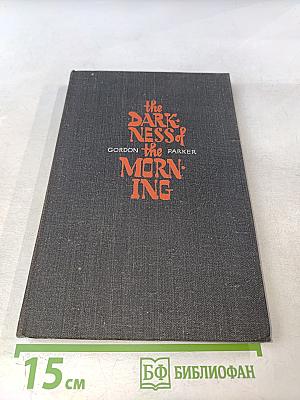 the
DARK-
NESS of
GORDON the PARKER
MORN-
ING
15 см
БФ БИБЛИОФАН